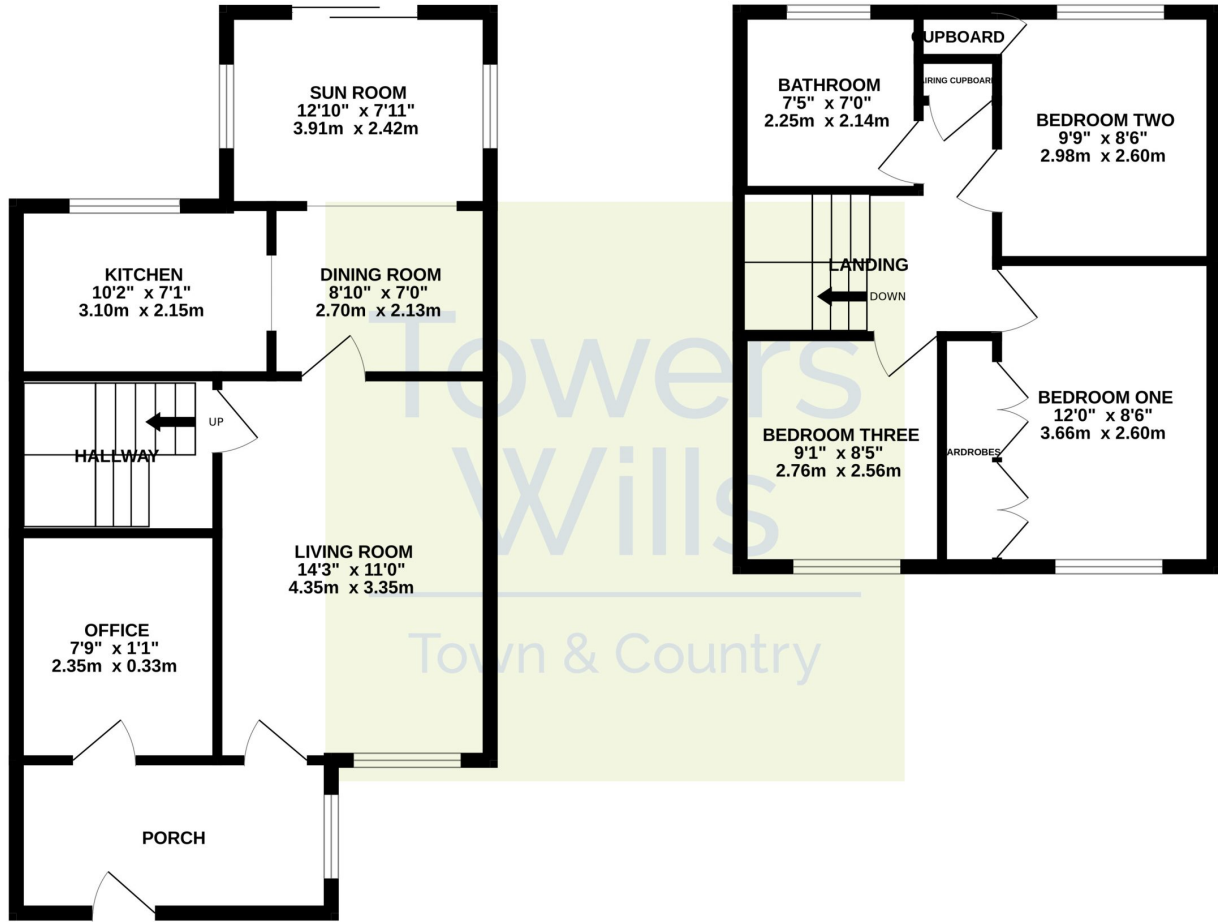 SUN ROOM
12'10" x 7'11"
3.91m x 2.42m
KITCHEN
10'2" x 7'1"
3.10m x 2.15m
DINING ROOM
8'10" x 7'0"
2.70m x 2.13m
UP
HALLWAY
LIVING ROOM
14'3" x 11'0"
4.35m x 3.35m
OFFICE
7'9" x 1'1"
2.35m x 0.33m
PORCH
CUPBOARD
BATHROOM
7'5" x 7'0"
2.25m x 2.14m
AIRING CUPBOARD
BEDROOM TWO
9'9" x 8'6"
2.98m x 2.60m
LANDING
DOWN
BEDROOM ONE
12'0" x 8'6"
3.66m x 2.60m
BEDROOM THREE
9'1" x 8'5"
2.76m x 2.56m
ARDROBES
Towers
Wills
Town & Country